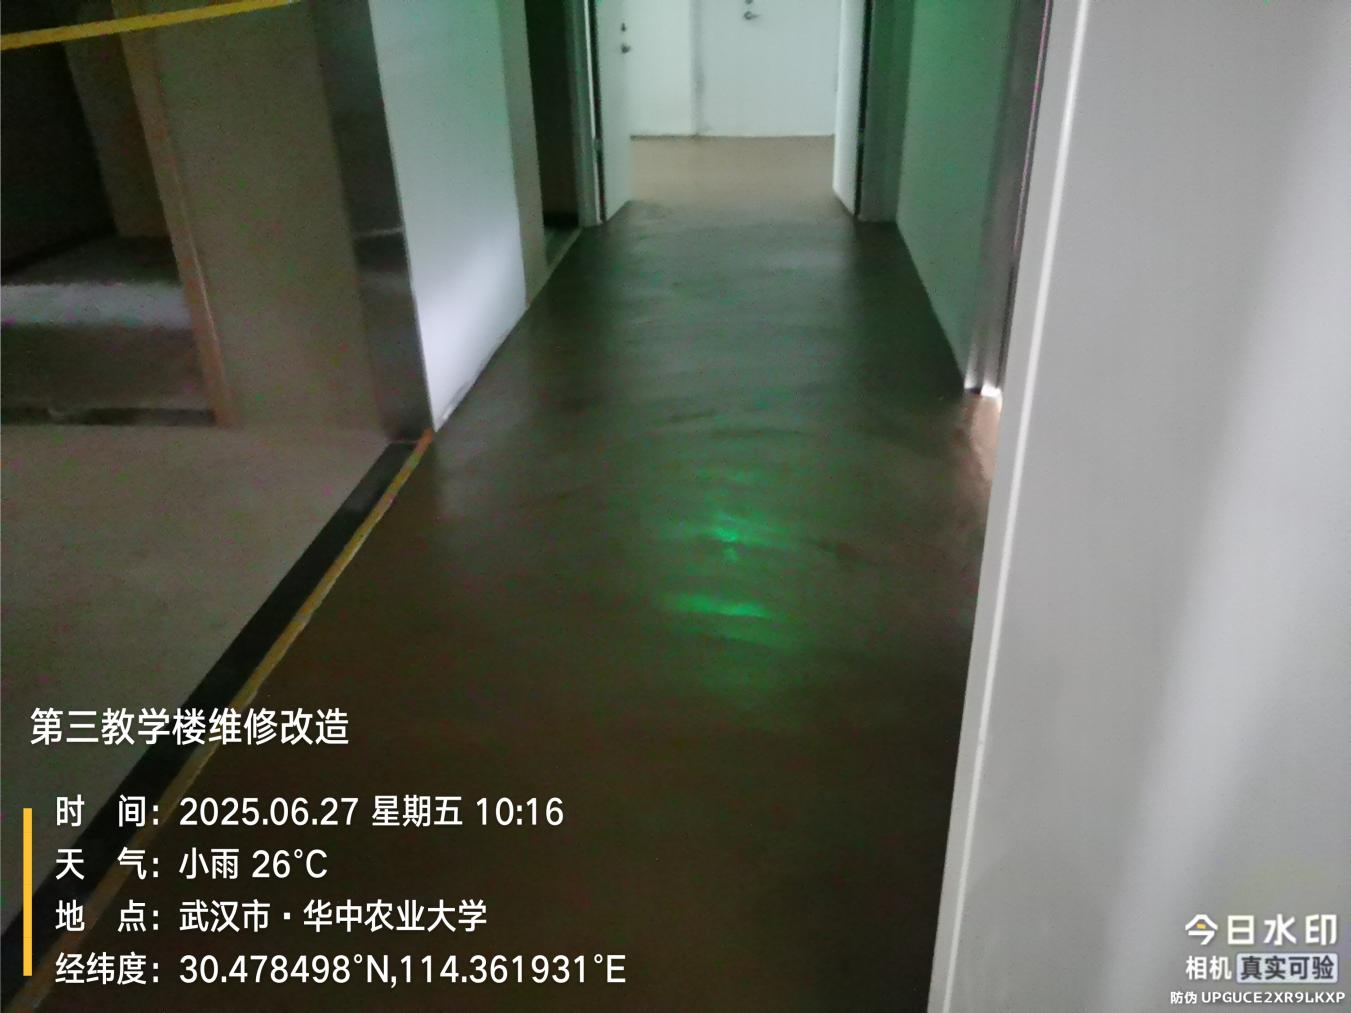 第三教学楼维修改造
时 间：2025.06.27 星期五 10:16
天 气：小雨 26°C
地 点：武汉市·华中农业大学
经纬度：30.478498°N,114.361931°E
今日水印
相机 真实可验
防伪 UPGUCE2XR9LKXP